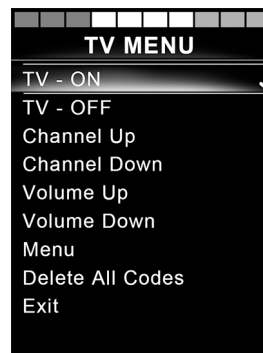 TV MENU
TV - ON
TV - OFF
Channel Up
Channel Down
Volume Up
Volume Down
Menu
Delete All Codes
Exit